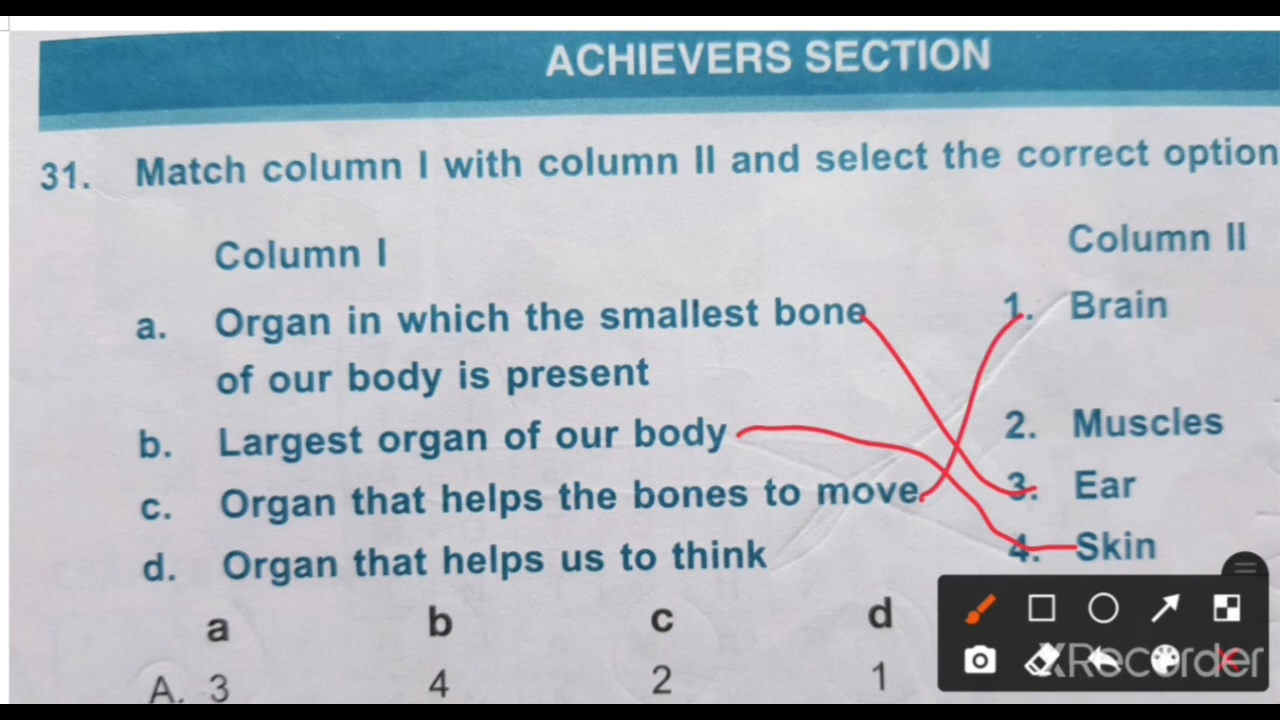 ACHIEVERS SECTION
31. Match column I with column II and select the correct option
Column I Column II
a. Organ in which the smallest bone 1. Brain
of our body is present
b. Largest organ of our body 2. Muscles
c. Organ that helps the bones to move. 3. Ear
d. Organ that helps us to think 4. Skin
a b c d
A. 3 4 2 1
XRecorder